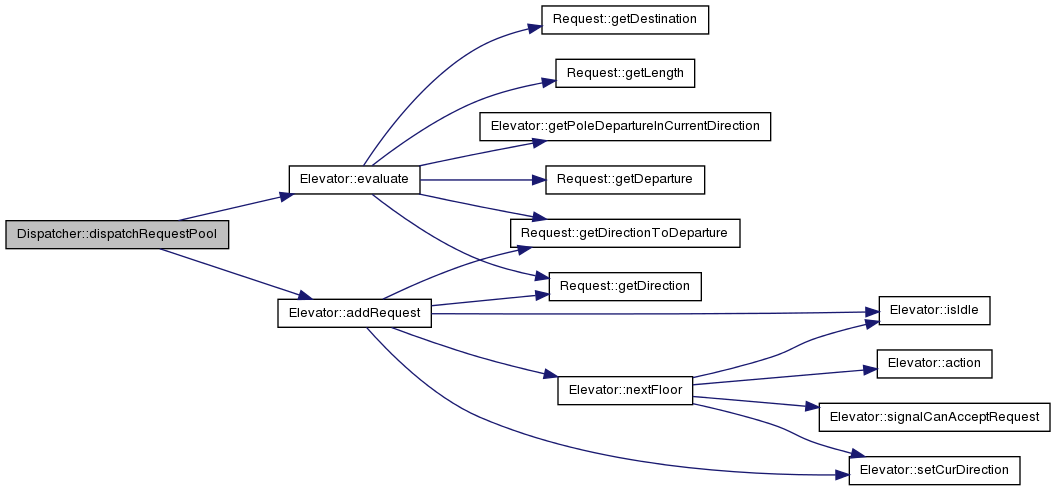 Request::getDestination
Request::getLength
Elevator::getPoleDepartureInCurrentDirection
Elevator::evaluate
Request::getDeparture
Dispatcher::dispatchRequestPool
Request::getDirectionToDeparture
Request::getDirection
Elevator::addRequest
Elevator::isIdle
Elevator::action
Elevator::nextFloor
Elevator::signalCanAcceptRequest
Elevator::setCurDirection